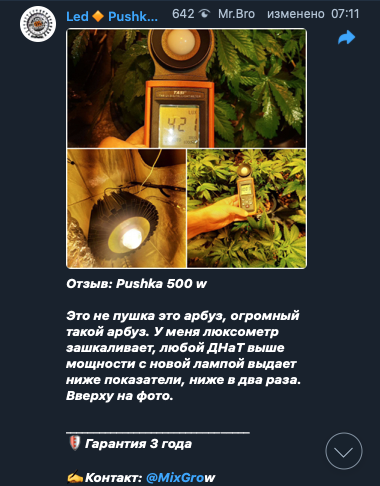 Led🔸Pushk... 642 Mr.Bro изменено 07:11
TASI
421
Отзыв: Pushka 500 w
Это не пушка это арбуз, огромный
такой арбуз. У меня люксометр
зашкаливает, любой ДНаТ выше
мощности с новой лампой выдает
ниже показатели, ниже в два раза.
Вверху на фото.
___________________________
Гарантия 3 года
✍️Контакт: @MixGrow